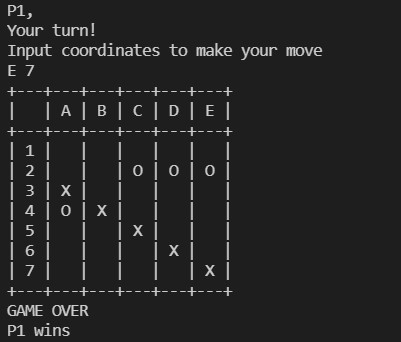 P1,
Your turn!
Input coordinates to make your move
E 7
+---+---+---+---+---+---+
|   | A | B | C | D | E |
+---+---+---+---+---+---+
| 1 |   |   |   |   |   |
| 2 |   |   | O | O | O |
| 3 | X |   |   |   |   |
| 4 | O | X |   |   |   |
| 5 |   |   | X |   |   |
| 6 |   |   |   | X |   |
| 7 |   |   |   |   | X |
+---+---+---+---+---+---+
GAME OVER
P1 wins